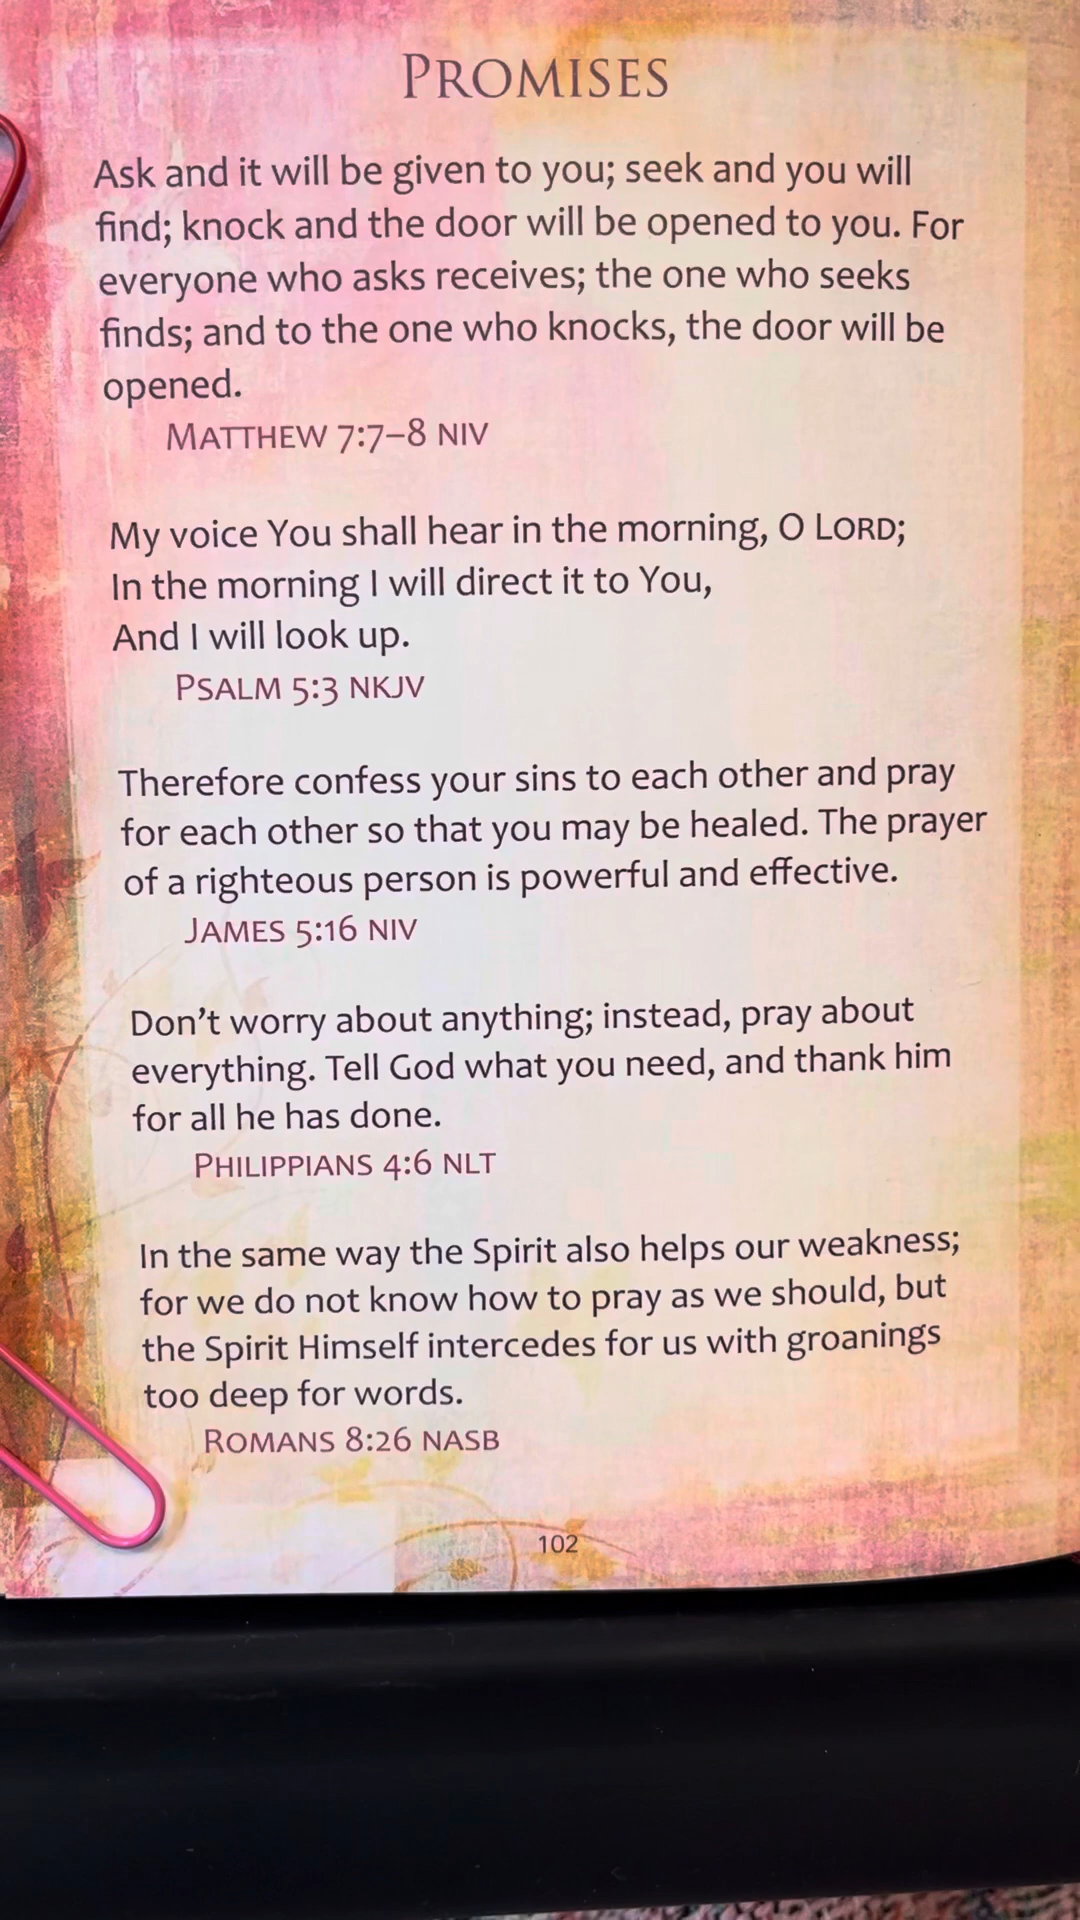 PROMISES
Ask and it will be given to you; seek and you will
find; knock and the door will be opened to you. For
everyone who asks receives; the one who seeks
finds; and to the one who knocks, the door will be
opened.
MATTHEW 7:7–8 NIV
My voice You shall hear in the morning, O LORD;
In the morning I will direct it to You,
And I will look up.
PSALM 5:3 NKJV
Therefore confess your sins to each other and pray
for each other so that you may be healed. The prayer
of a righteous person is powerful and effective.
JAMES 5:16 NIV
Don’t worry about anything; instead, pray about
everything. Tell God what you need, and thank him
for all he has done.
PHILIPPIANS 4:6 NLT
In the same way the Spirit also helps our weakness;
for we do not know how to pray as we should, but
the Spirit Himself intercedes for us with groanings
too deep for words.
ROMANS 8:26 NASB
102